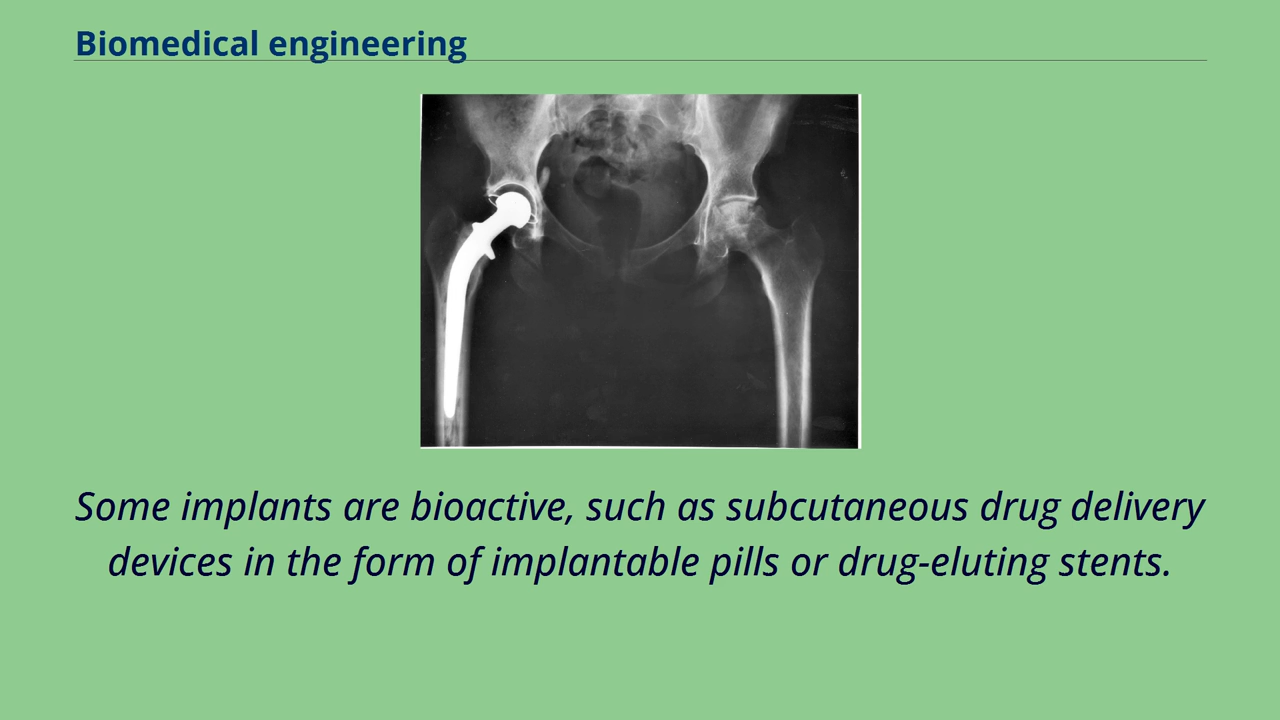 Biomedical engineering
Some implants are bioactive, such as subcutaneous drug delivery
devices in the form of implantable pills or drug-eluting stents.